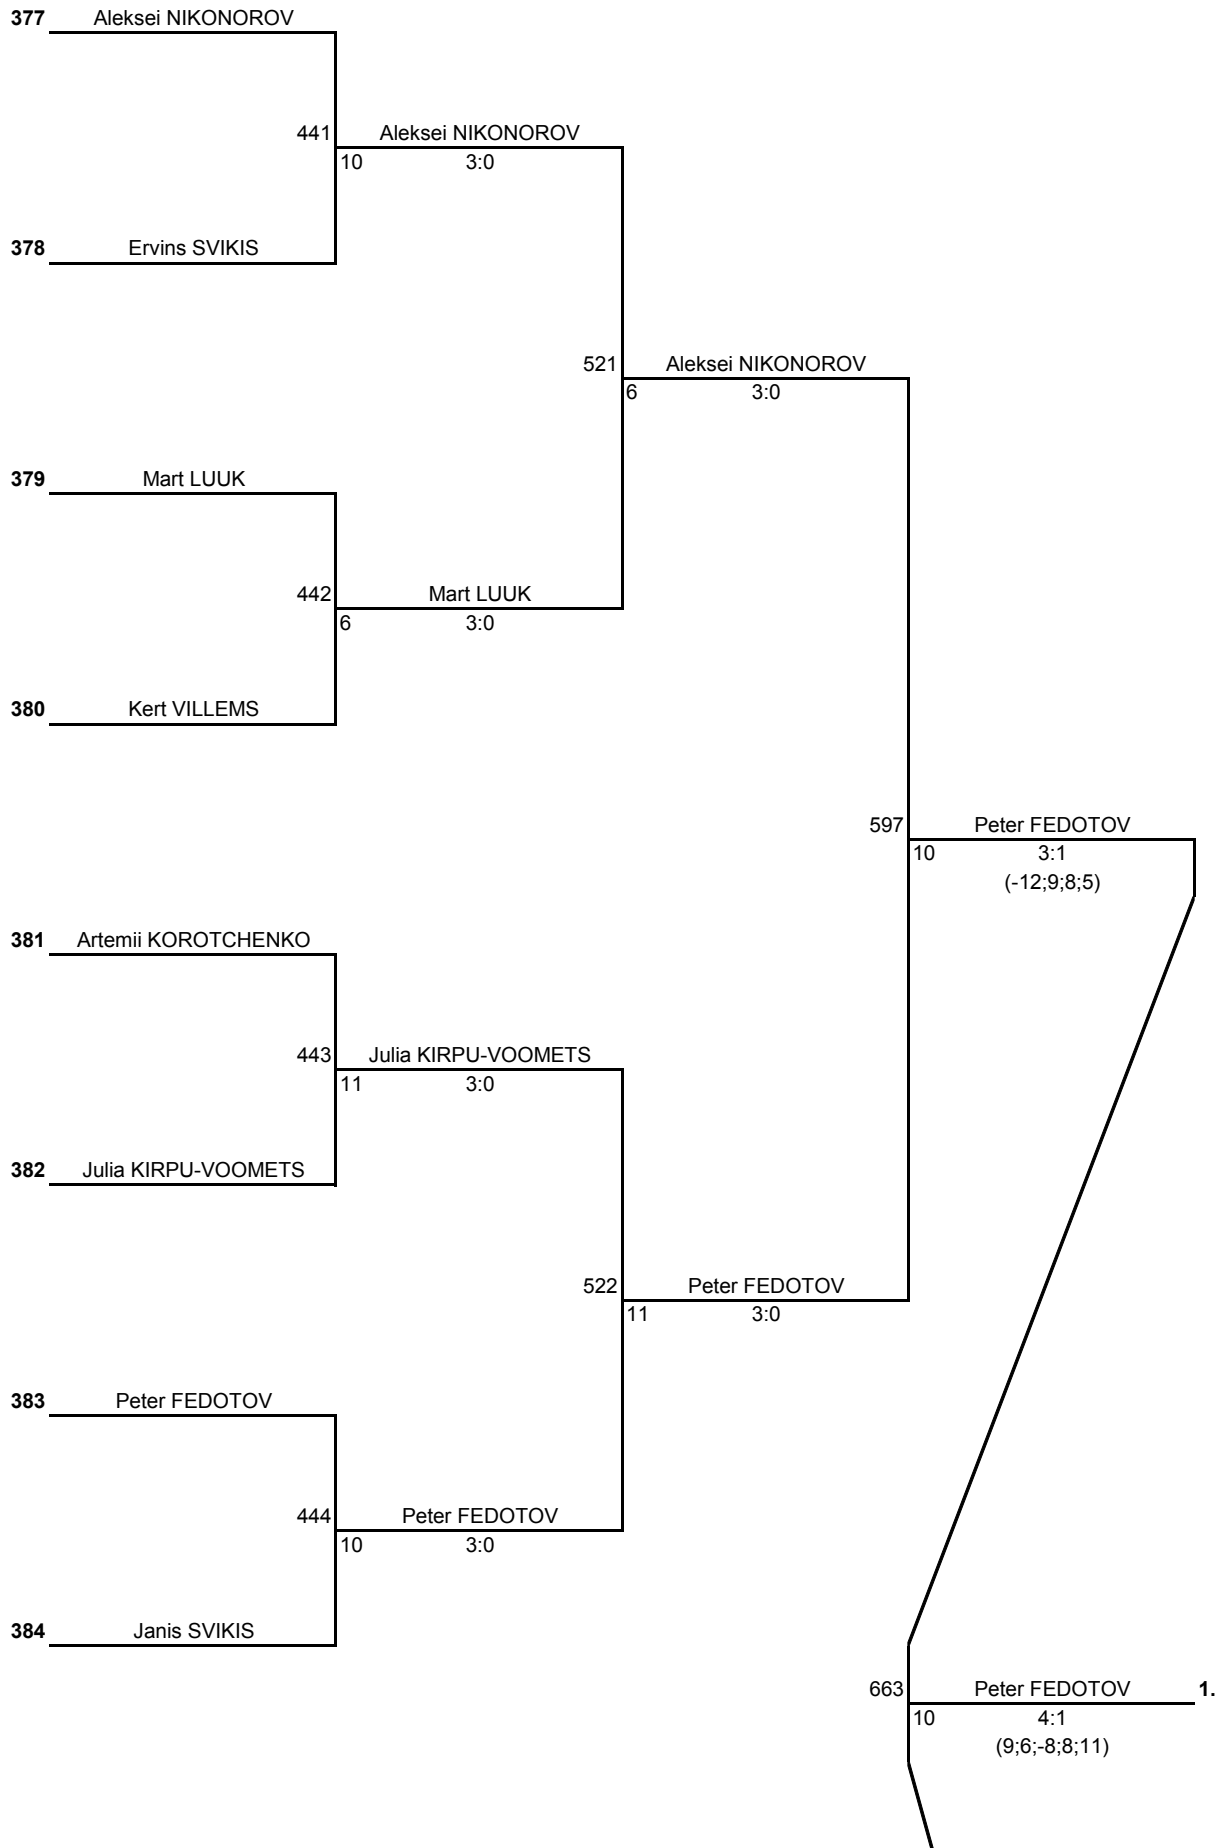 377 Aleksei NIKONOROV
441 Aleksei NIKONOROV
10 3:0
378 Ervins SVIKIS
521 Aleksei NIKONOROV
6 3:0
379 Mart LUUK
442 Mart LUUK
6 3:0
380 Kert VILLEMS
597 Peter FEDOTOV
10 3:1
(-12;9;8;5)
381 Artemii KOROTCHENKO
443 Julia KIRPU-VOOMETS
11 3:0
382 Julia KIRPU-VOOMETS
522 Peter FEDOTOV
11 3:0
383 Peter FEDOTOV
444 Peter FEDOTOV
10 3:0
384 Janis SVIKIS
663 Peter FEDOTOV 1.
10 4:1
(9;6;-8;8;11)